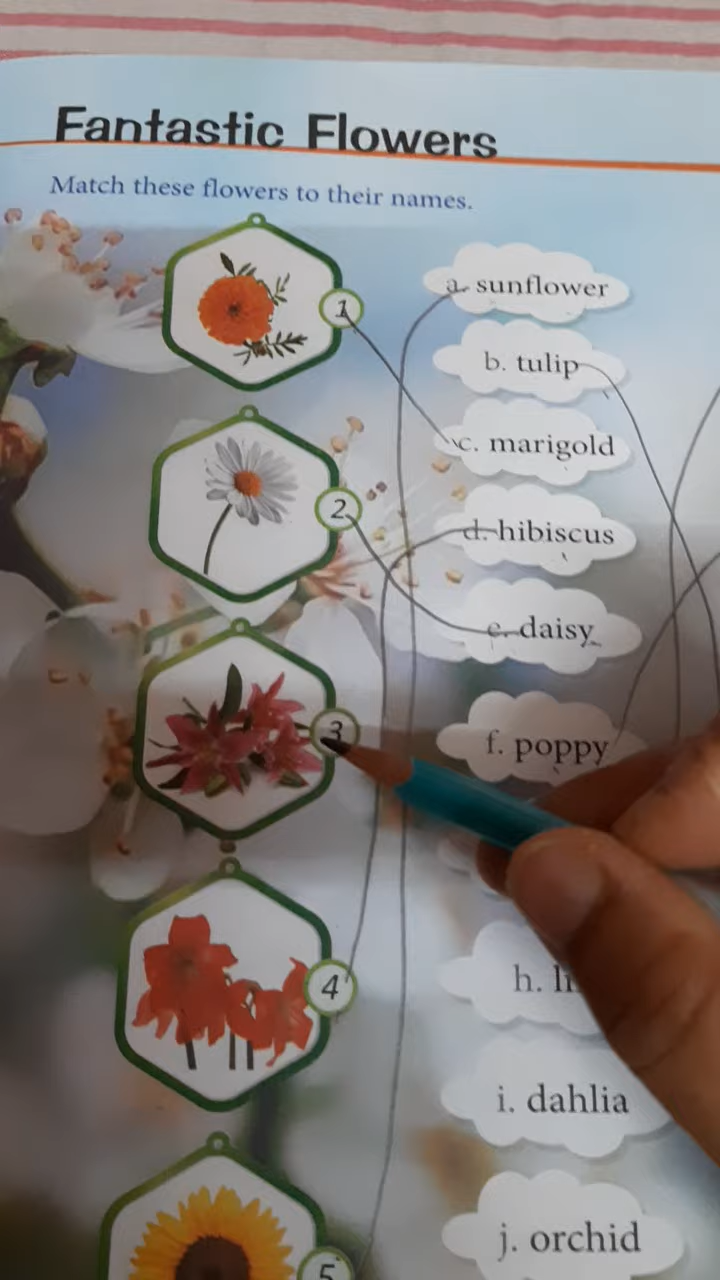 Fantastic Flowers
Match these flowers to their names.
1
a. sunflower
b. tulip
c. marigold
2
d. hibiscus
e. daisy
3
f. poppy
4
h.
i. dahlia
j. orchid
5